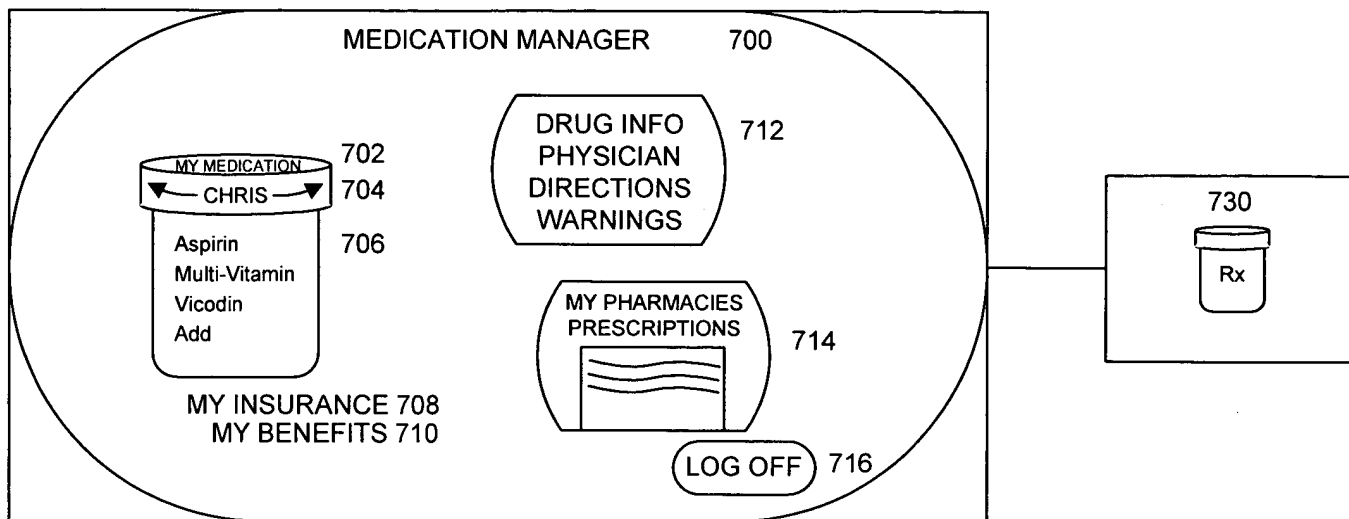 MEDICATION MANAGER 700
MY MEDICATION 702
CHRIS 704
Aspirin 706
Multi-Vitamin
Vicodin
Add
MY INSURANCE 708
MY BENEFITS 710
DRUG INFO 712
PHYSICIAN
DIRECTIONS
WARNINGS
MY PHARMACIES
PRESCRIPTIONS
714
LOG OFF 716
730
Rx